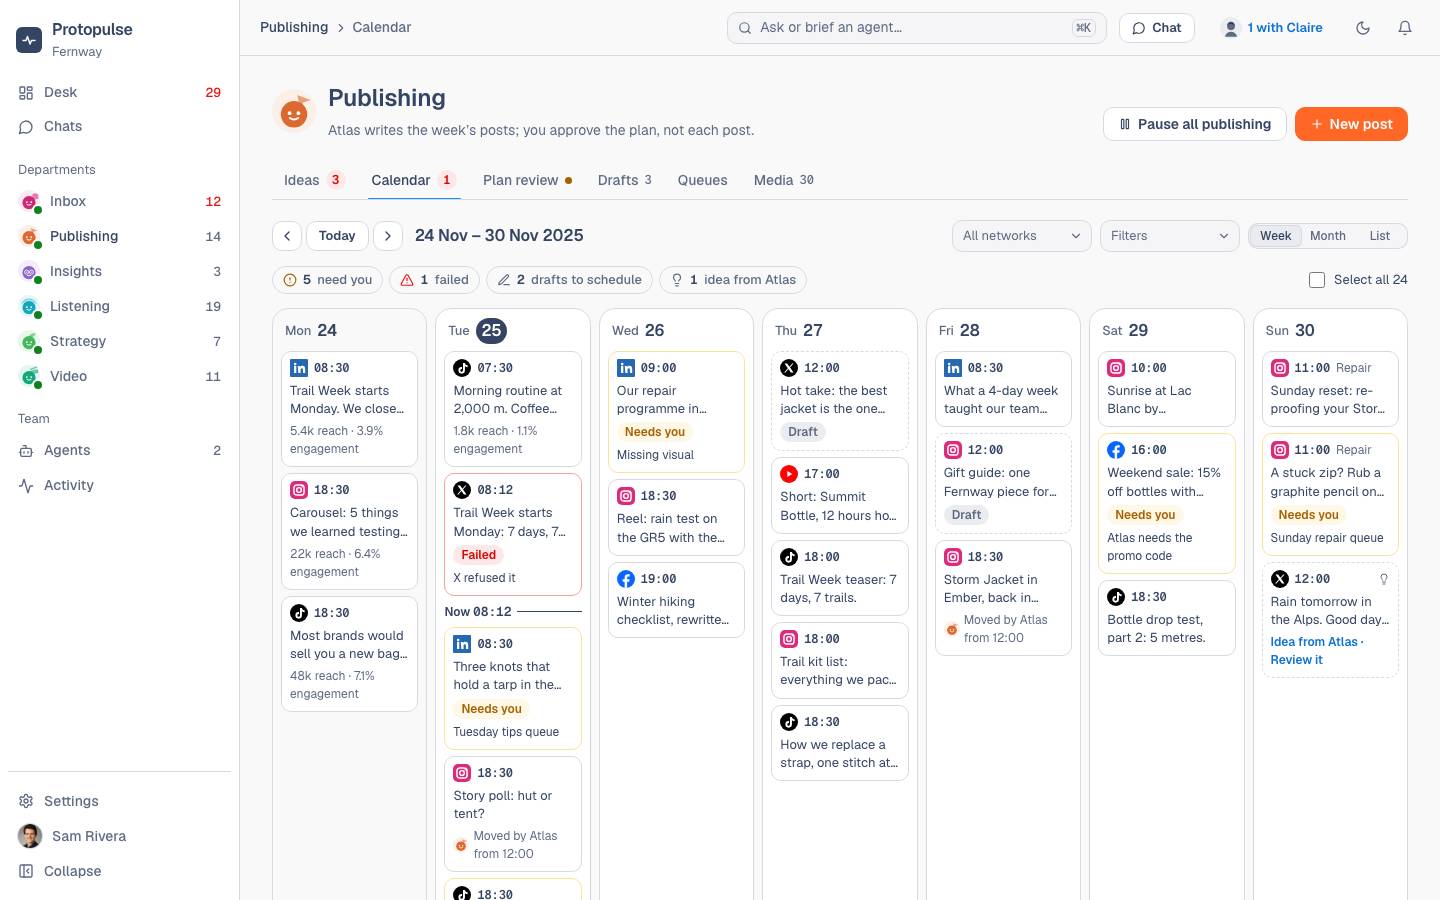 Protopulse
Fernway
Desk 29
Chats
Departments
Inbox 12
Publishing 14
Insights 3
Listening 19
Strategy 7
Video 11
Team
Agents 2
Activity
Settings
Sam Rivera
Collapse
Publishing > Calendar
Ask or brief an agent… ⌘K
Chat
1 with Claire
Publishing
Atlas writes the week's posts; you approve the plan, not each post.
Pause all publishing
+ New post
Ideas 3
Calendar 1
Plan review
Drafts 3
Queues
Media 30
Today
24 Nov – 30 Nov 2025
All networks
Filters
Week Month List
5 need you
1 failed
2 drafts to schedule
1 idea from Atlas
Select all 24
Mon 24
08:30
Trail Week starts
Monday. We close…
5.4k reach · 3.9%
engagement
18:30
Carousel: 5 things
we learned testing…
22k reach · 6.4%
engagement
18:30
Most brands would
sell you a new bag…
48k reach · 7.1%
engagement
Tue 25
07:30
Morning routine at
2,000 m. Coffee…
1.8k reach · 1.1%
engagement
08:12
Trail Week starts
Monday: 7 days, 7…
Failed
X refused it
Now 08:12
08:30
Three knots that
hold a tarp in the…
Needs you
Tuesday tips queue
18:30
Story poll: hut or
tent?
Moved by Atlas
from 12:00
18:30
Wed 26
09:00
Our repair
programme in…
Needs you
Missing visual
18:30
Reel: rain test on
the GR5 with the…
19:00
Winter hiking
checklist, rewritte…
Thu 27
12:00
Hot take: the best
jacket is the one…
Draft
17:00
Short: Summit
Bottle, 12 hours ho…
18:00
Trail Week teaser: 7
days, 7 trails.
18:00
Trail kit list:
everything we pac…
18:30
How we replace a
strap, one stitch at…
Fri 28
08:30
What a 4-day week
taught our team…
12:00
Gift guide: one
Fernway piece for…
Draft
18:30
Storm Jacket in
Ember, back in…
Moved by Atlas
from 12:00
Sat 29
10:00
Sunrise at Lac
Blanc by…
16:00
Weekend sale: 15%
off bottles with…
Needs you
Atlas needs the
promo code
18:30
Bottle drop test,
part 2: 5 metres.
Sun 30
11:00 Repair
Sunday reset: re-
proofing your Stor…
11:00 Repair
A stuck zip? Rub a
graphite pencil on…
Needs you
Sunday repair queue
12:00
Rain tomorrow in
the Alps. Good day…
Idea from Atlas ·
Review it